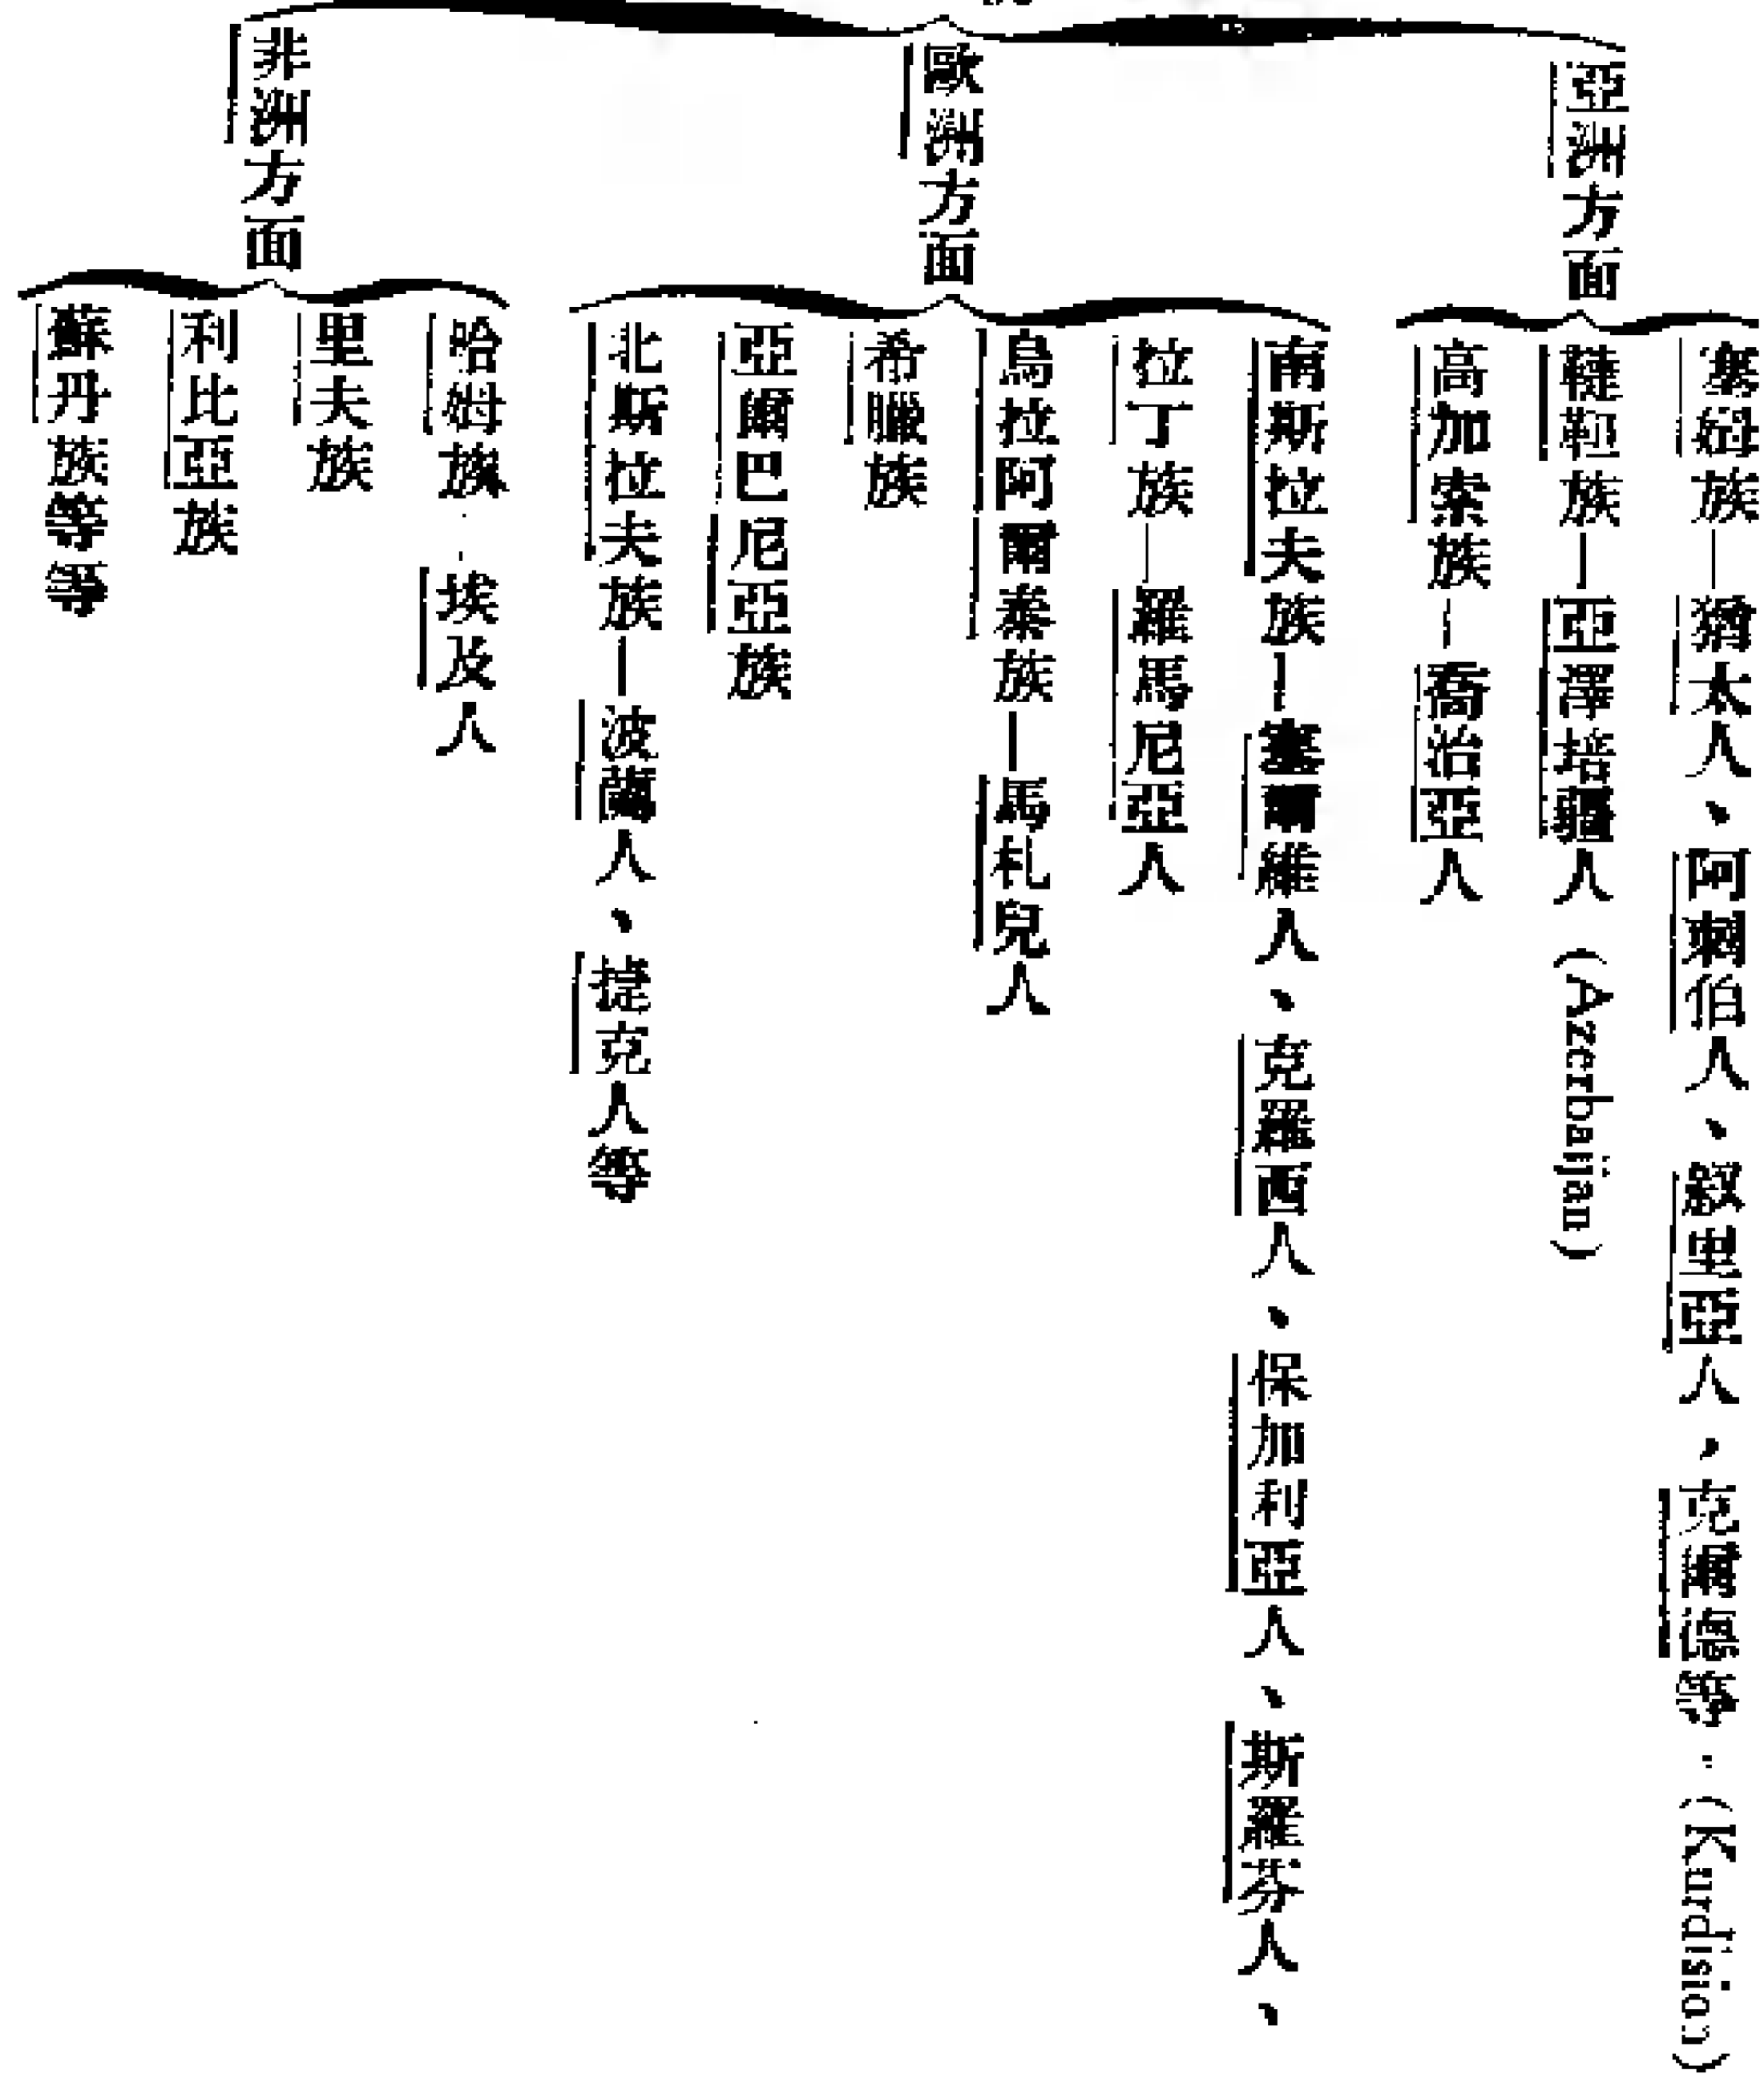 亞洲方面
塞姆族—猶太人、阿剌伯人、敍里亞人，克爾德等：(Kurdision)
韃靼族—亞澤培疆人 (Azerbaijan)
高加索族—喬治亞人
歐洲方面
南斯拉夫族—塞爾維人、克羅西人、保加利亞人、斯羅芬人、
拉丁族—羅馬尼亞人
烏拉阿爾泰族—馬札兒人
希臘族
亞爾巴尼亞族
北斯拉夫族—波蘭人、捷克人等
非洲方面
哈姆族—埃及人
里夫族
利比亞族
蘇丹族等等